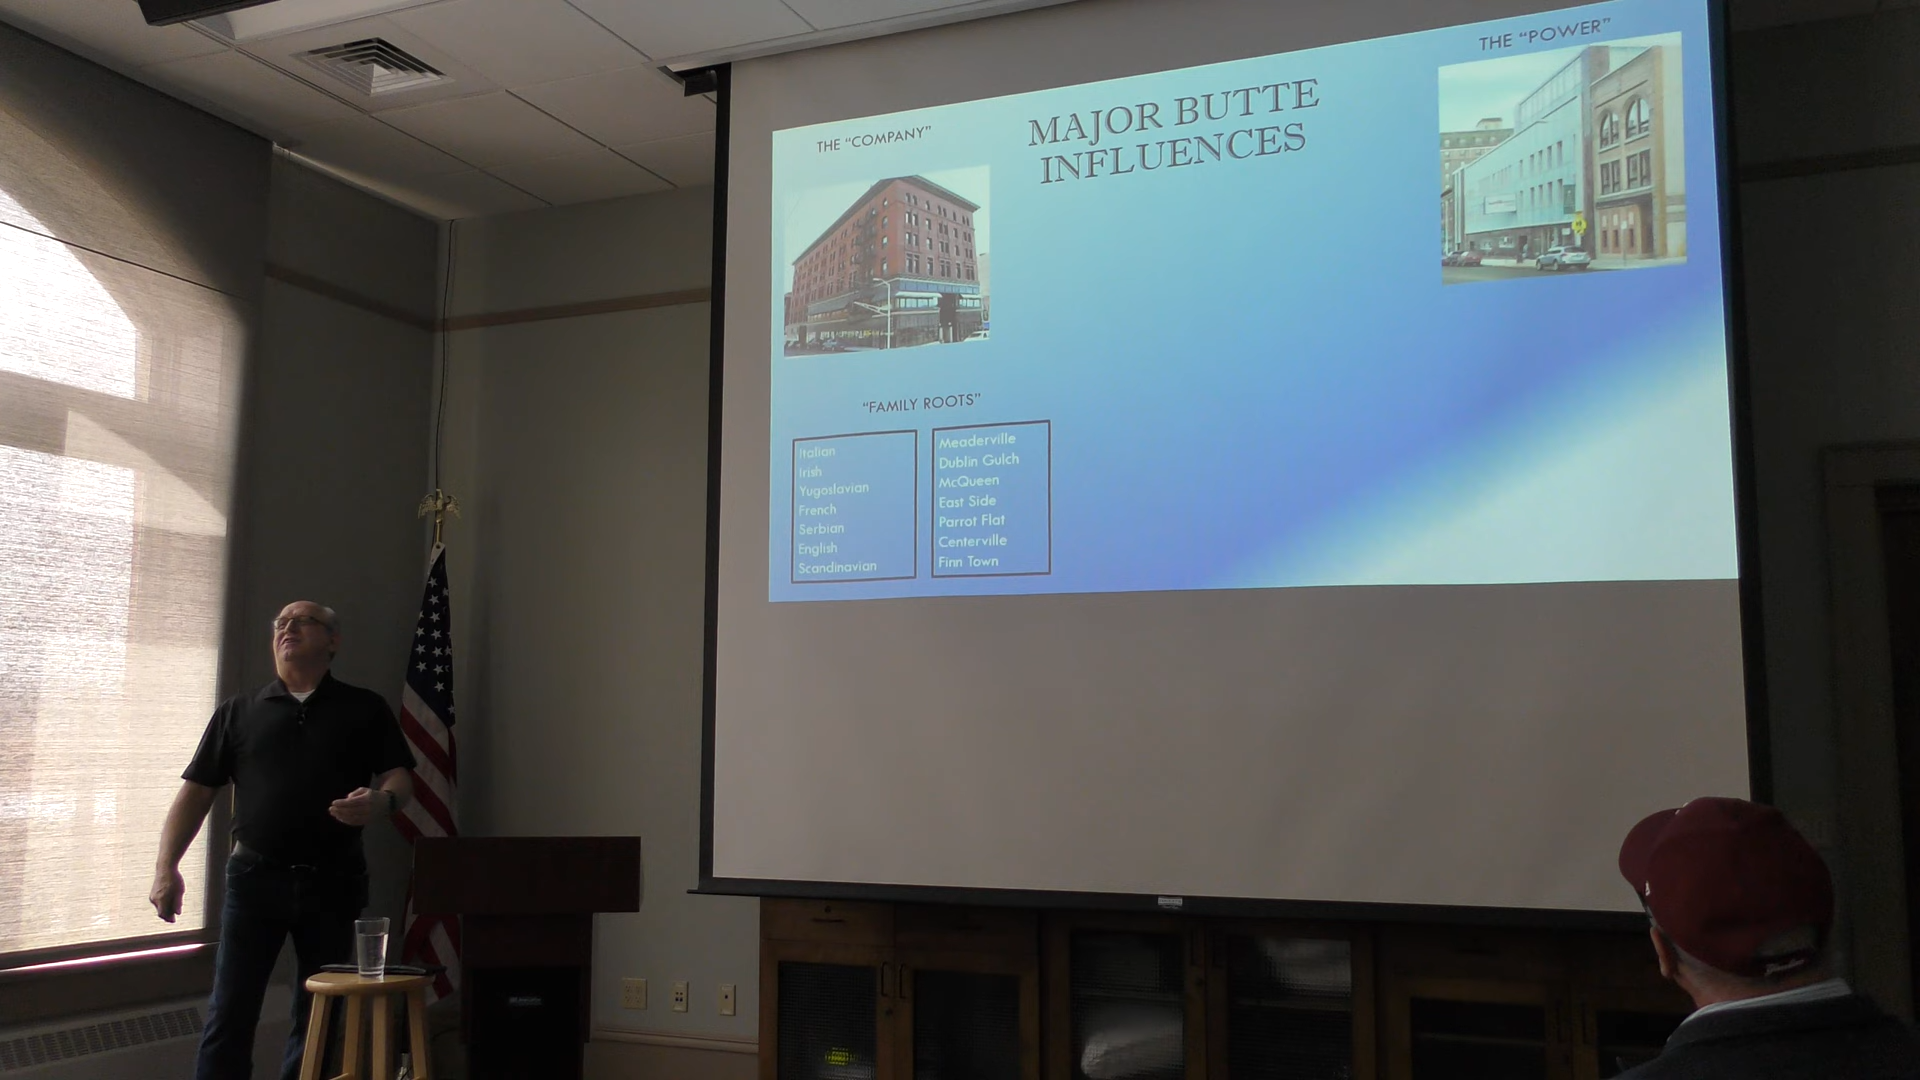 THE "COMPANY"
MAJOR BUTTE
INFLUENCES
THE "POWER"
"FAMILY ROOTS"
Italian
Irish
Yugoslavian
French
Serbian
English
Scandinavian
Meaderville
Dublin Gulch
McQueen
East Side
Parrot Flat
Centerville
Finn Town